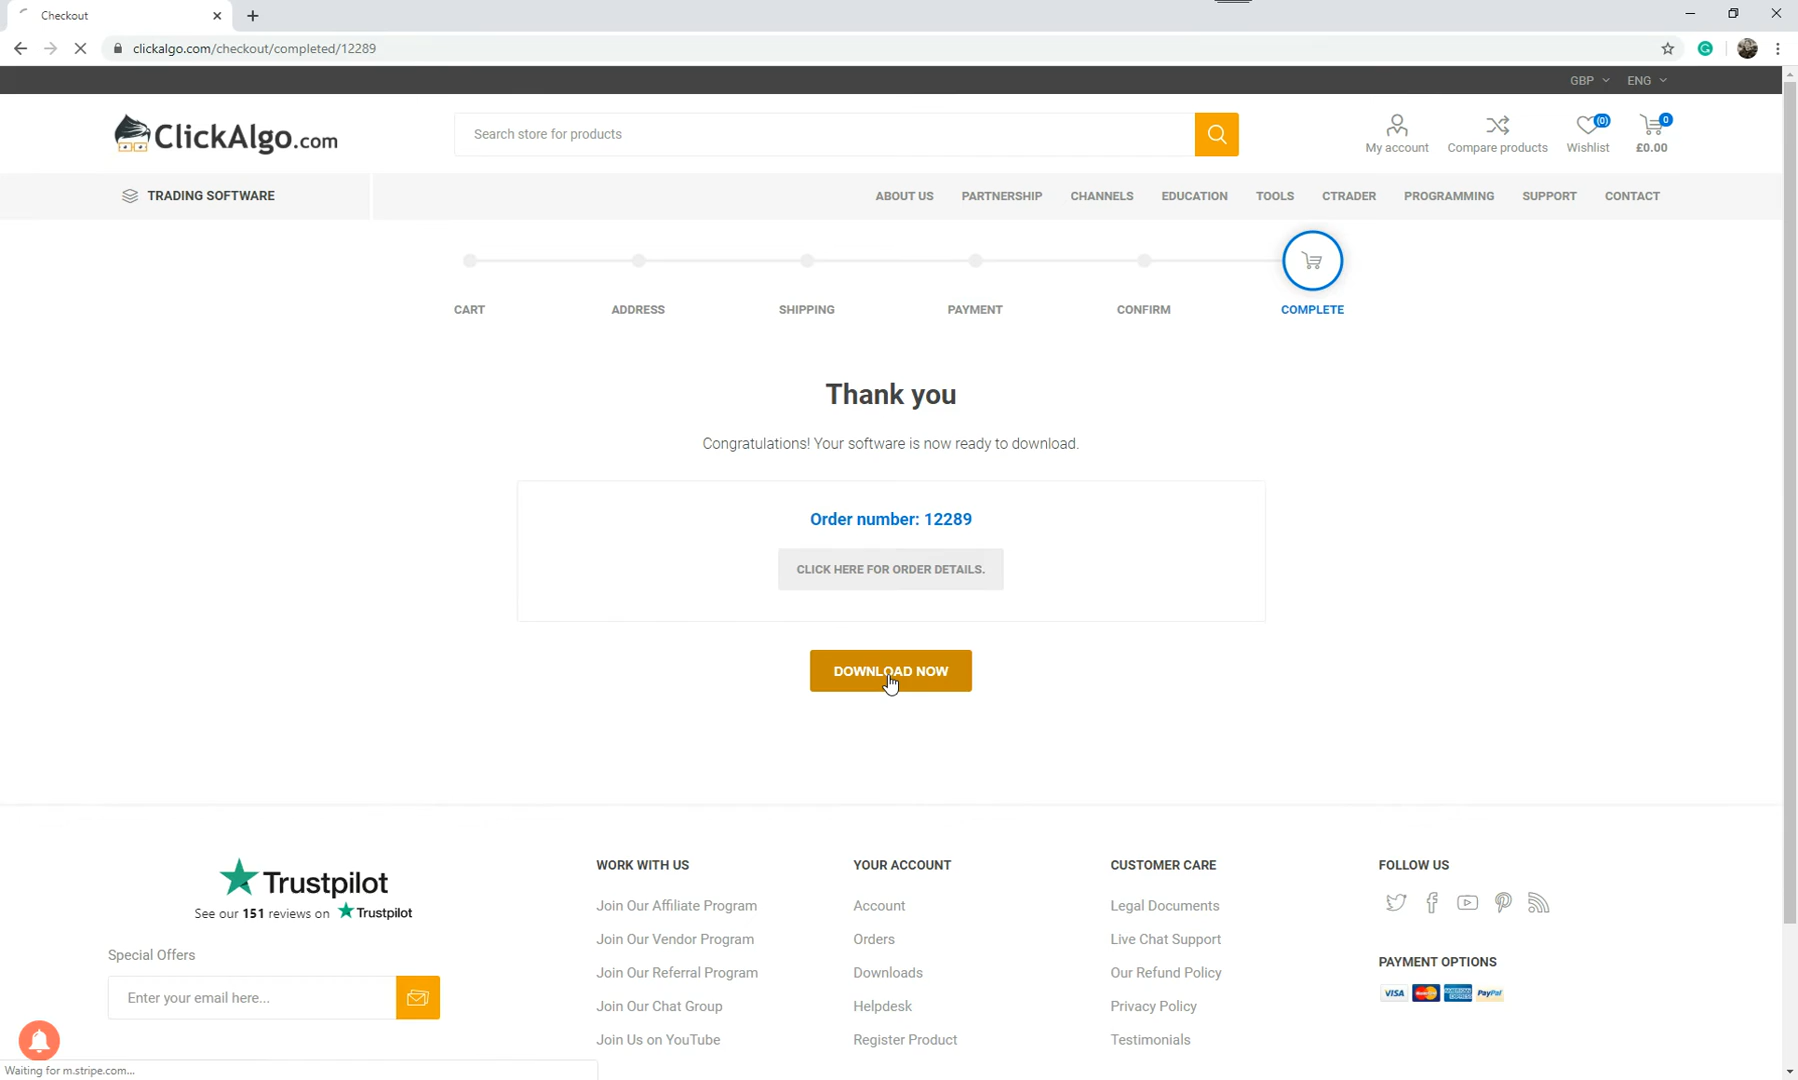 Checkout
clickalgo.com/checkout/completed/12289
GBP ENG
ClickAlgo.com
Search store for products
My account
Compare products
(0)
Wishlist
0
£0.00
TRADING SOFTWARE
ABOUT US PARTNERSHIP CHANNELS EDUCATION TOOLS CTRADER PROGRAMMING SUPPORT CONTACT
CART ADDRESS SHIPPING PAYMENT CONFIRM COMPLETE
Thank you
Congratulations! Your software is now ready to download.
Order number: 12289
CLICK HERE FOR ORDER DETAILS.
DOWNLOAD NOW
Trustpilot
See our 151 reviews on Trustpilot
Special Offers
Enter your email here...
WORK WITH US
Join Our Affiliate Program
Join Our Vendor Program
Join Our Referral Program
Join Our Chat Group
Join Us on YouTube
YOUR ACCOUNT
Account
Orders
Downloads
Helpdesk
Register Product
CUSTOMER CARE
Legal Documents
Live Chat Support
Our Refund Policy
Privacy Policy
Testimonials
FOLLOW US
PAYMENT OPTIONS
VISA MasterCard AMERICAN EXPRESS PayPal
Waiting for m.stripe.com...